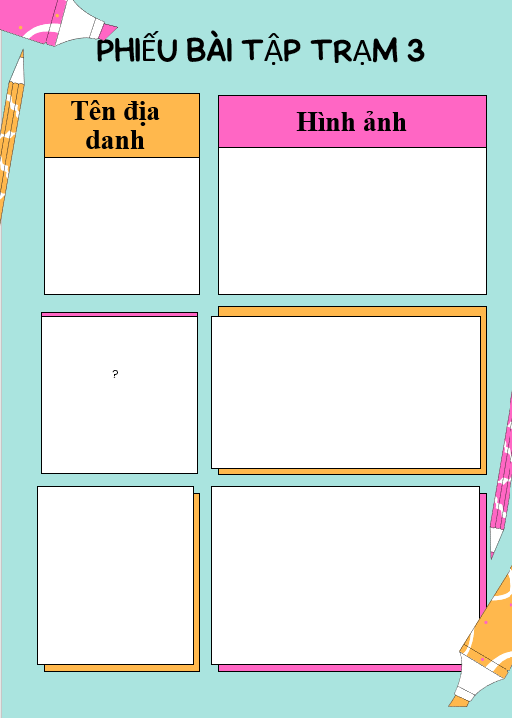 PHIẾU BÀI TẬP TRẠM 3
Tên địa
danh
Hình ảnh
?